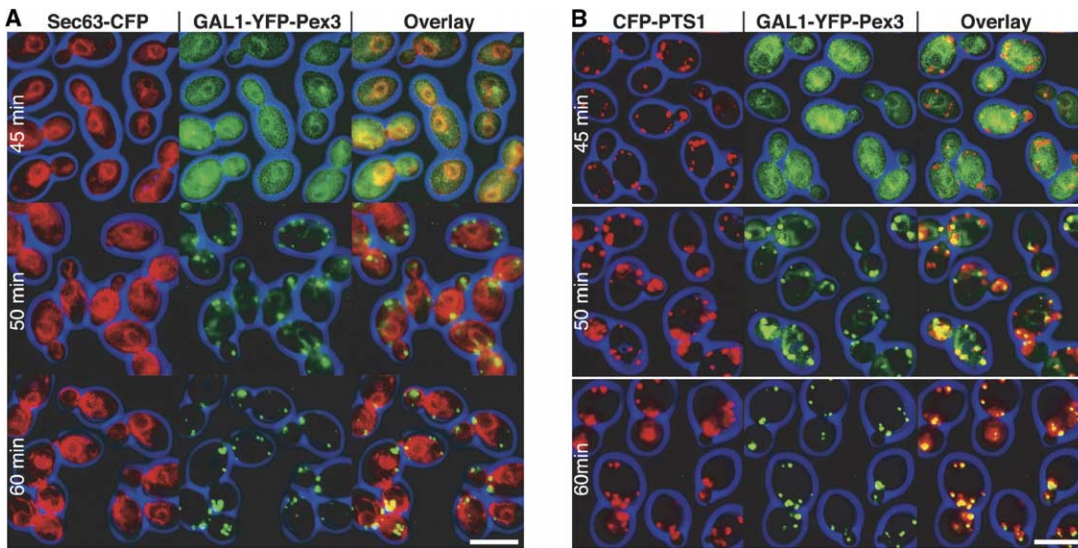 A
Sec63-CFP
GAL1-YFP-Pex3
Overlay
45 min
50 min
60 min
B
CFP-PTS1
GAL1-YFP-Pex3
Overlay
45 min
50 min
60min